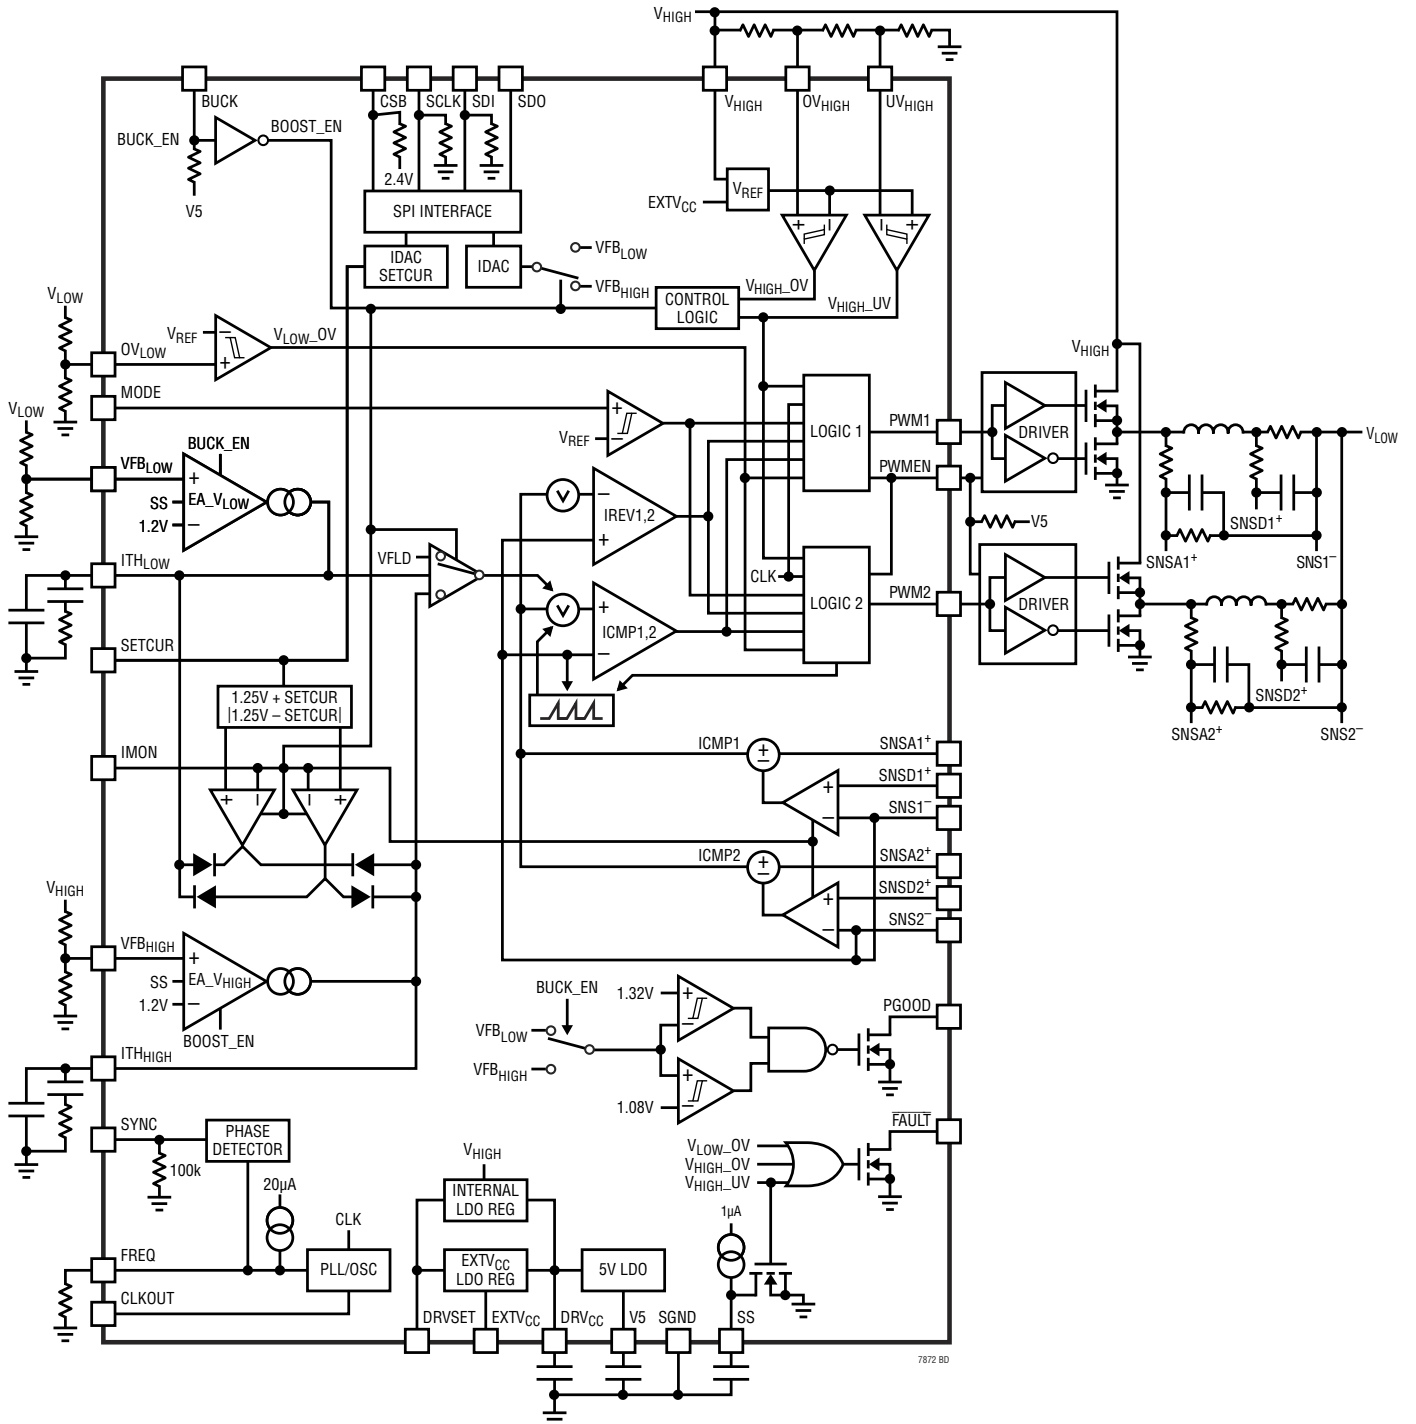 VHIGH
BUCK
CSB
SCLK
SDI
SDO
VHIGH
OVHIGH
UVHIGH
BUCK_EN
BOOST_EN
2.4V
V5
SPI INTERFACE
EXTVCC
VREF
+
–
–
+
IDAC
SETCUR
IDAC
VFBLOW
VFBHIGH
CONTROL
LOGIC
VHIGH_OV
VHIGH_UV
VLOW
VREF
–
+
VLOW_OV
OVLOW
MODE
VHIGH
+
VREF
–
LOGIC 1
PWM1
DRIVER
VLOW
VLOW
BUCK_EN
VFBLOW
+
SS
EA_VLOW
1.2V
–
PWMEN
V
–
IREV1,2
+
V5
SNSD1+
SNSA1+
SNS1–
VFLD
ITHLOW
CLK
LOGIC 2
PWM2
DRIVER
V
+
ICMP1,2
–
SETCUR
1.25V + SETCUR
|1.25V – SETCUR|
SNSD2+
SNSA2+
SNS2–
IMON
+
–
–
+
ICMP1
+
–
SNSA1+
SNSD1+
+
SNS1–
–
ICMP2
+
–
SNSA2+
SNSD2+
+
SNS2–
–
VHIGH
VFBHIGH
+
SS
EA_VHIGH
1.2V
–
BOOST_EN
BUCK_EN
VFBLOW
VFBHIGH
1.32V
+
–
+
1.08V
–
PGOOD
ITHHIGH
SYNC
PHASE
DETECTOR
100k
20µA
CLK
FREQ
PLL/OSC
CLKOUT
FAULT
VLOW_OV
VHIGH_OV
VHIGH_UV
1µA
VHIGH
INTERNAL
LDO REG
EXTVCC
LDO REG
5V LDO
DRVSET
EXTVCC
DRVCC
V5
SGND
SS
7872 BD